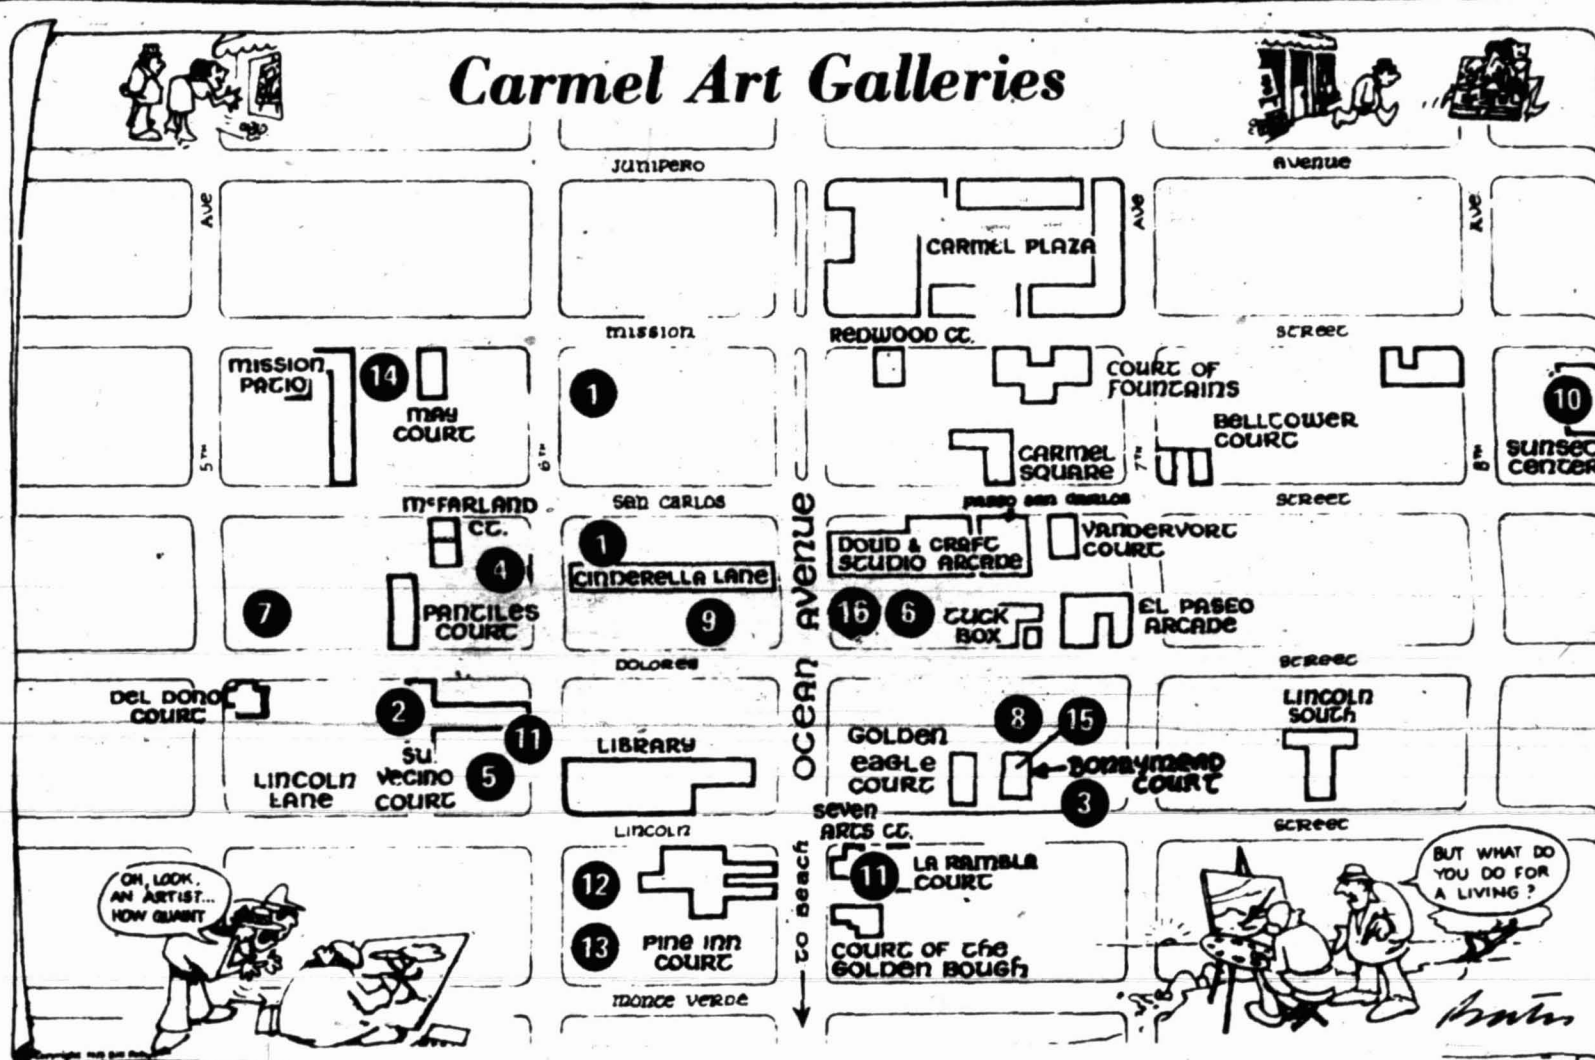 Carmel Art Galleries
JUNIPERO
AVENUE
AVE
AVE
AVE
CARMEL PLAZA
MISSION
REDWOOD CT.
STREET
MISSION
PATIO
14
MAY
COURT
1
COURT OF
FOUNTAINS
BELLTOWER
COURT
10
SUNSET
CENTER
CARMEL
SQUARE
5TH
6TH
7TH
8TH
SAN CARLOS
PASEO SAN CARLOS
STREET
McFARLAND
CT.
4
1
CINDERELLA LANE
DOUD & CRAFT
STUDIO ARCADE
VANDERVORT
COURT
7
PANTILES
COURT
9
OCEAN AVENUE
16
6
TUCK
BOX
EL PASEO
ARCADE
DOLORES
STREET
DEL DONO
COURT
2
11
SU
VECINO
COURT
5
LINCOLN
LANE
LIBRARY
GOLDEN
EAGLE
COURT
8
15
BONNYMEAD
COURT
3
LINCOLN
SOUTH
LINCOLN
SEVEN
ARTS CT.
STREET
12
13
PINE INN
COURT
TO BEACH
11
LA RAMBLA
COURT
COURT OF THE
GOLDEN BOUGH
MONTE VERDE
OH, LOOK,
AN ARTIST...
HOW QUAINT
BUT WHAT DO
YOU DO FOR
A LIVING?